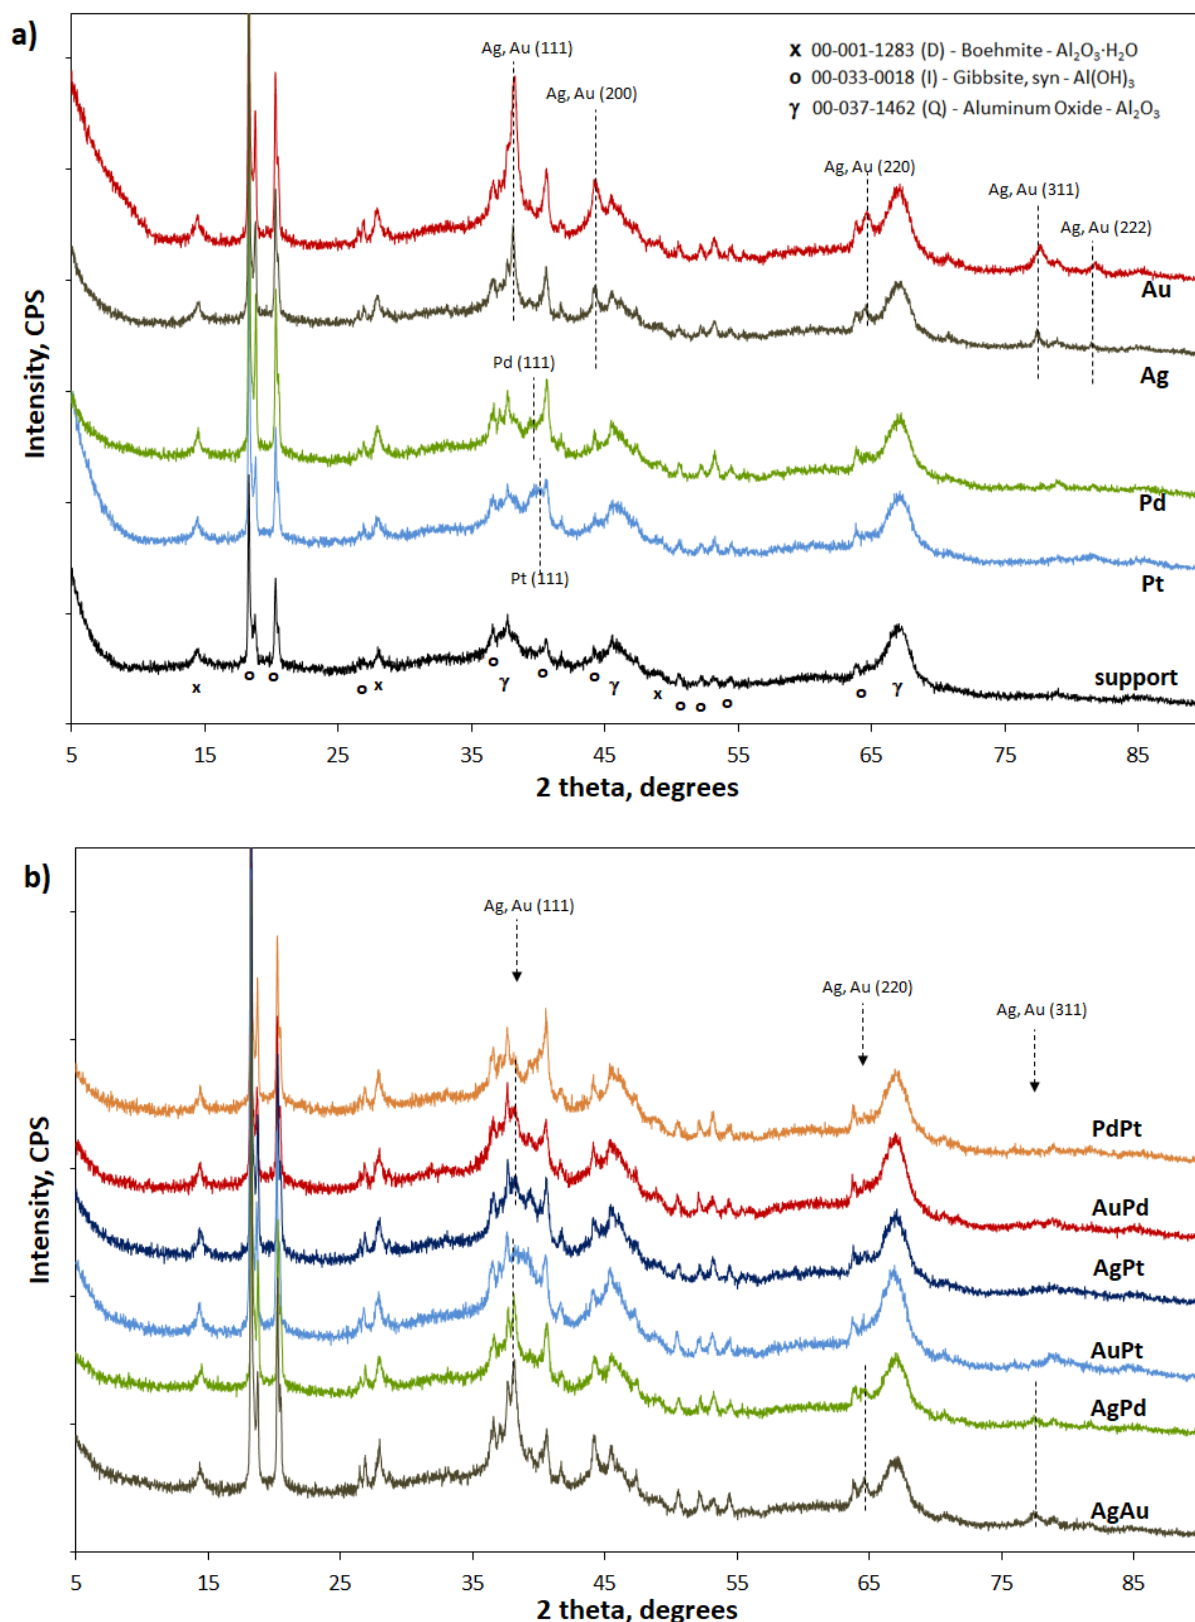 a)
Ag, Au (111)
x 00-001-1283 (D) - Boehmite - Al₂O₃·H₂O
o 00-033-0018 (I) - Gibbsite, syn - Al(OH)₃
γ 00-037-1462 (Q) - Aluminum Oxide - Al₂O₃
Ag, Au (200)
Ag, Au (220)
Ag, Au (311)
Ag, Au (222)
Au
Ag
Pd (111)
Pd
Pt (111)
Pt
support
x o o o x o γ o o γ x o o o o γ
Intensity, CPS
5 15 25 35 45 55 65 75 85
2 theta, degrees
b)
Ag, Au (111)
Ag, Au (220)
Ag, Au (311)
PdPt
AuPd
AgPt
AuPt
AgPd
AgAu
Intensity, CPS
5 15 25 35 45 55 65 75 85
2 theta, degrees